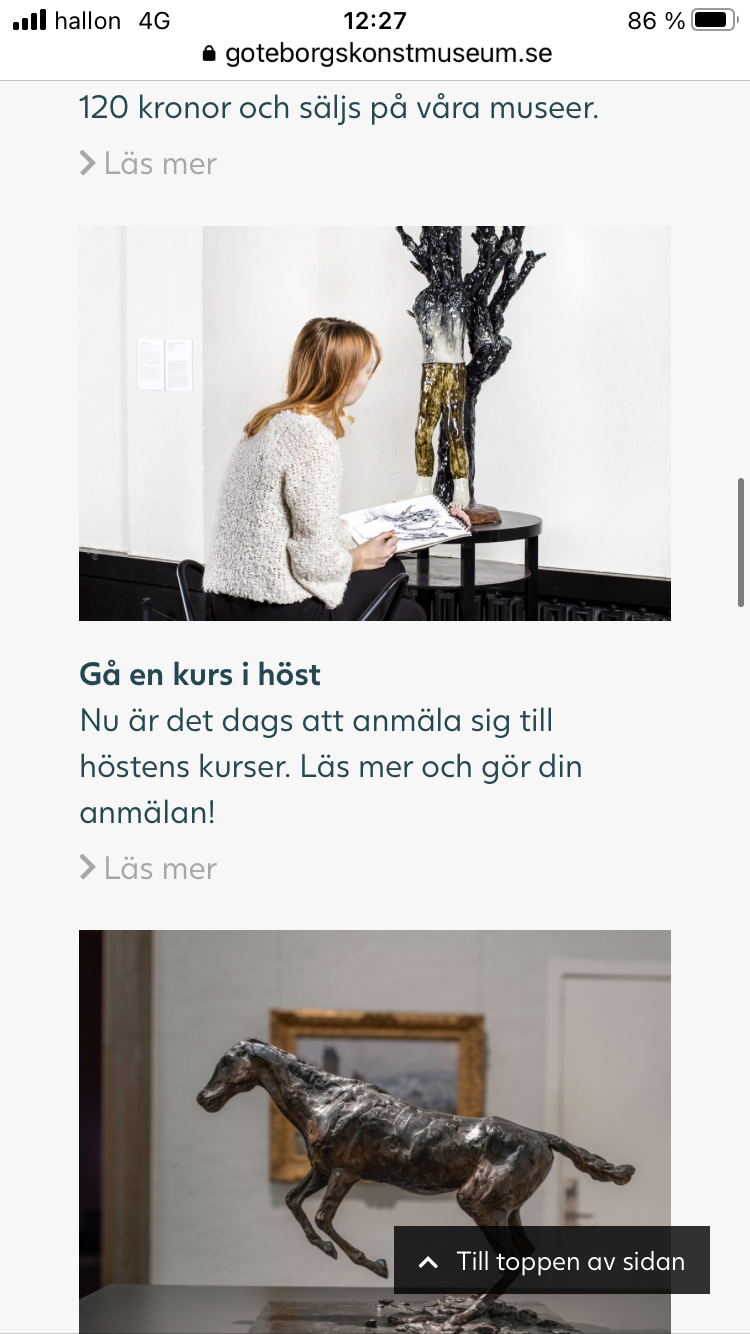 hallon 4G 12:27 86 %
goteborgskonstmuseum.se
120 kronor och säljs på våra museer.
Läs mer
Gå en kurs i höst
Nu är det dags att anmäla sig till
höstens kurser. Läs mer och gör din
anmälan!
Läs mer
Till toppen av sidan